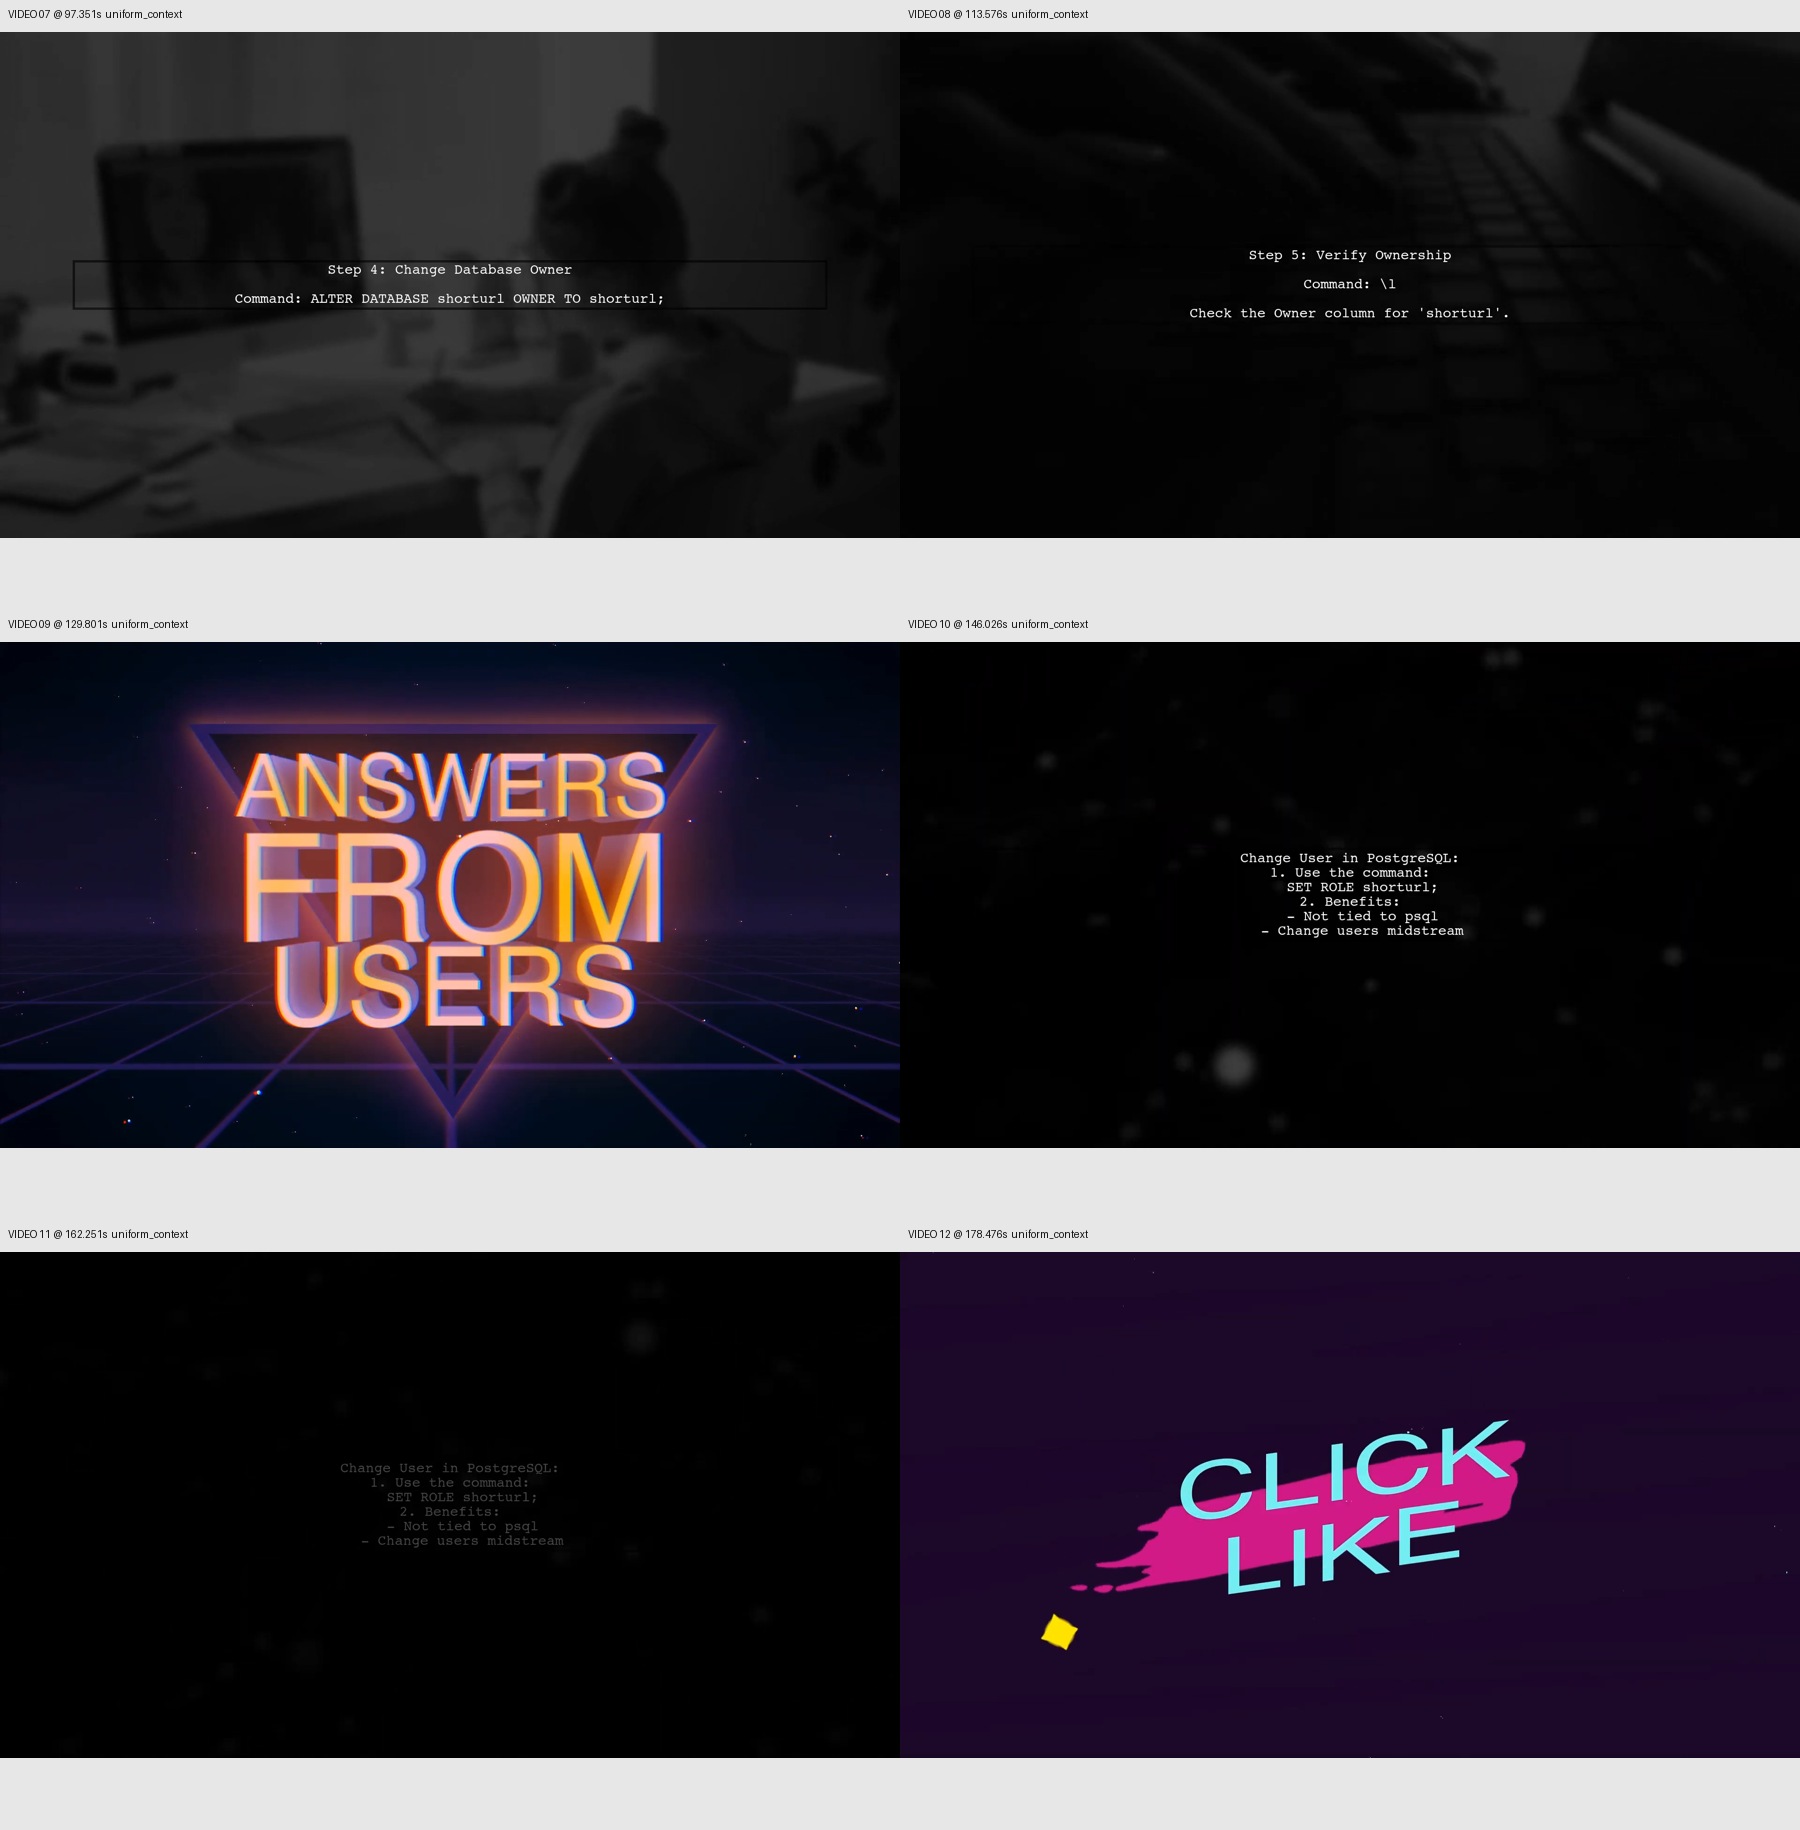 VIDEO07 @ 97.351s uniform_context
Step 4: Change Database Owner
Command: ALTER DATABASE shorturl OWNER TO shorturl;
VIDEO08 @ 113.576s uniform_context
Step 5: Verify Ownership
Command: \l
Check the Owner column for 'shorturl'.
VIDEO09 @ 129.801s uniform_context
ANSWERS
FROM
USERS
VIDEO10 @ 146.026s uniform_context
Change User in PostgreSQL:
1. Use the command:
SET ROLE shorturl;
2. Benefits:
- Not tied to psql
- Change users midstream
VIDEO11 @ 162.251s uniform_context
Change User in PostgreSQL:
1. Use the command:
SET ROLE shorturl;
2. Benefits:
- Not tied to psql
- Change users midstream
VIDEO12 @ 178.476s uniform_context
CLICK
LIKE